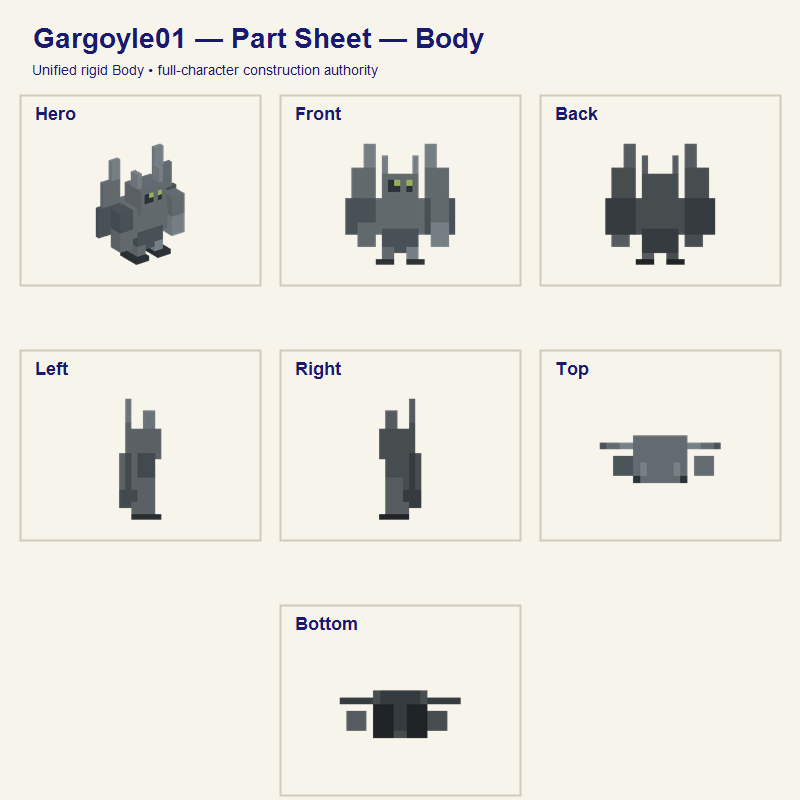 Gargoyle01 — Part Sheet — Body
Unified rigid Body • full-character construction authority
Hero
Front
Back
Left
Right
Top
Bottom